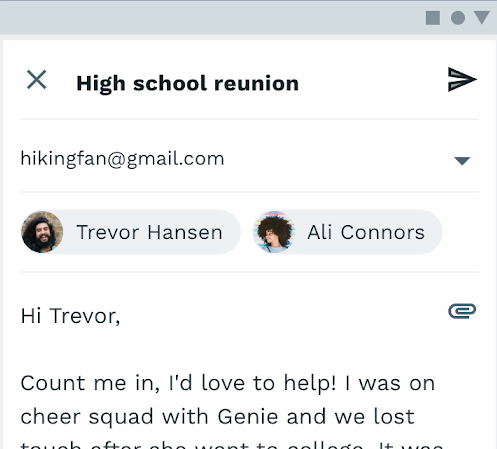 High school reunion
hikingfan@gmail.com
Trevor Hansen Ali Connors
Hi Trevor,
Count me in, I'd love to help! I was on
cheer squad with Genie and we lost
touch after she went to college. It was